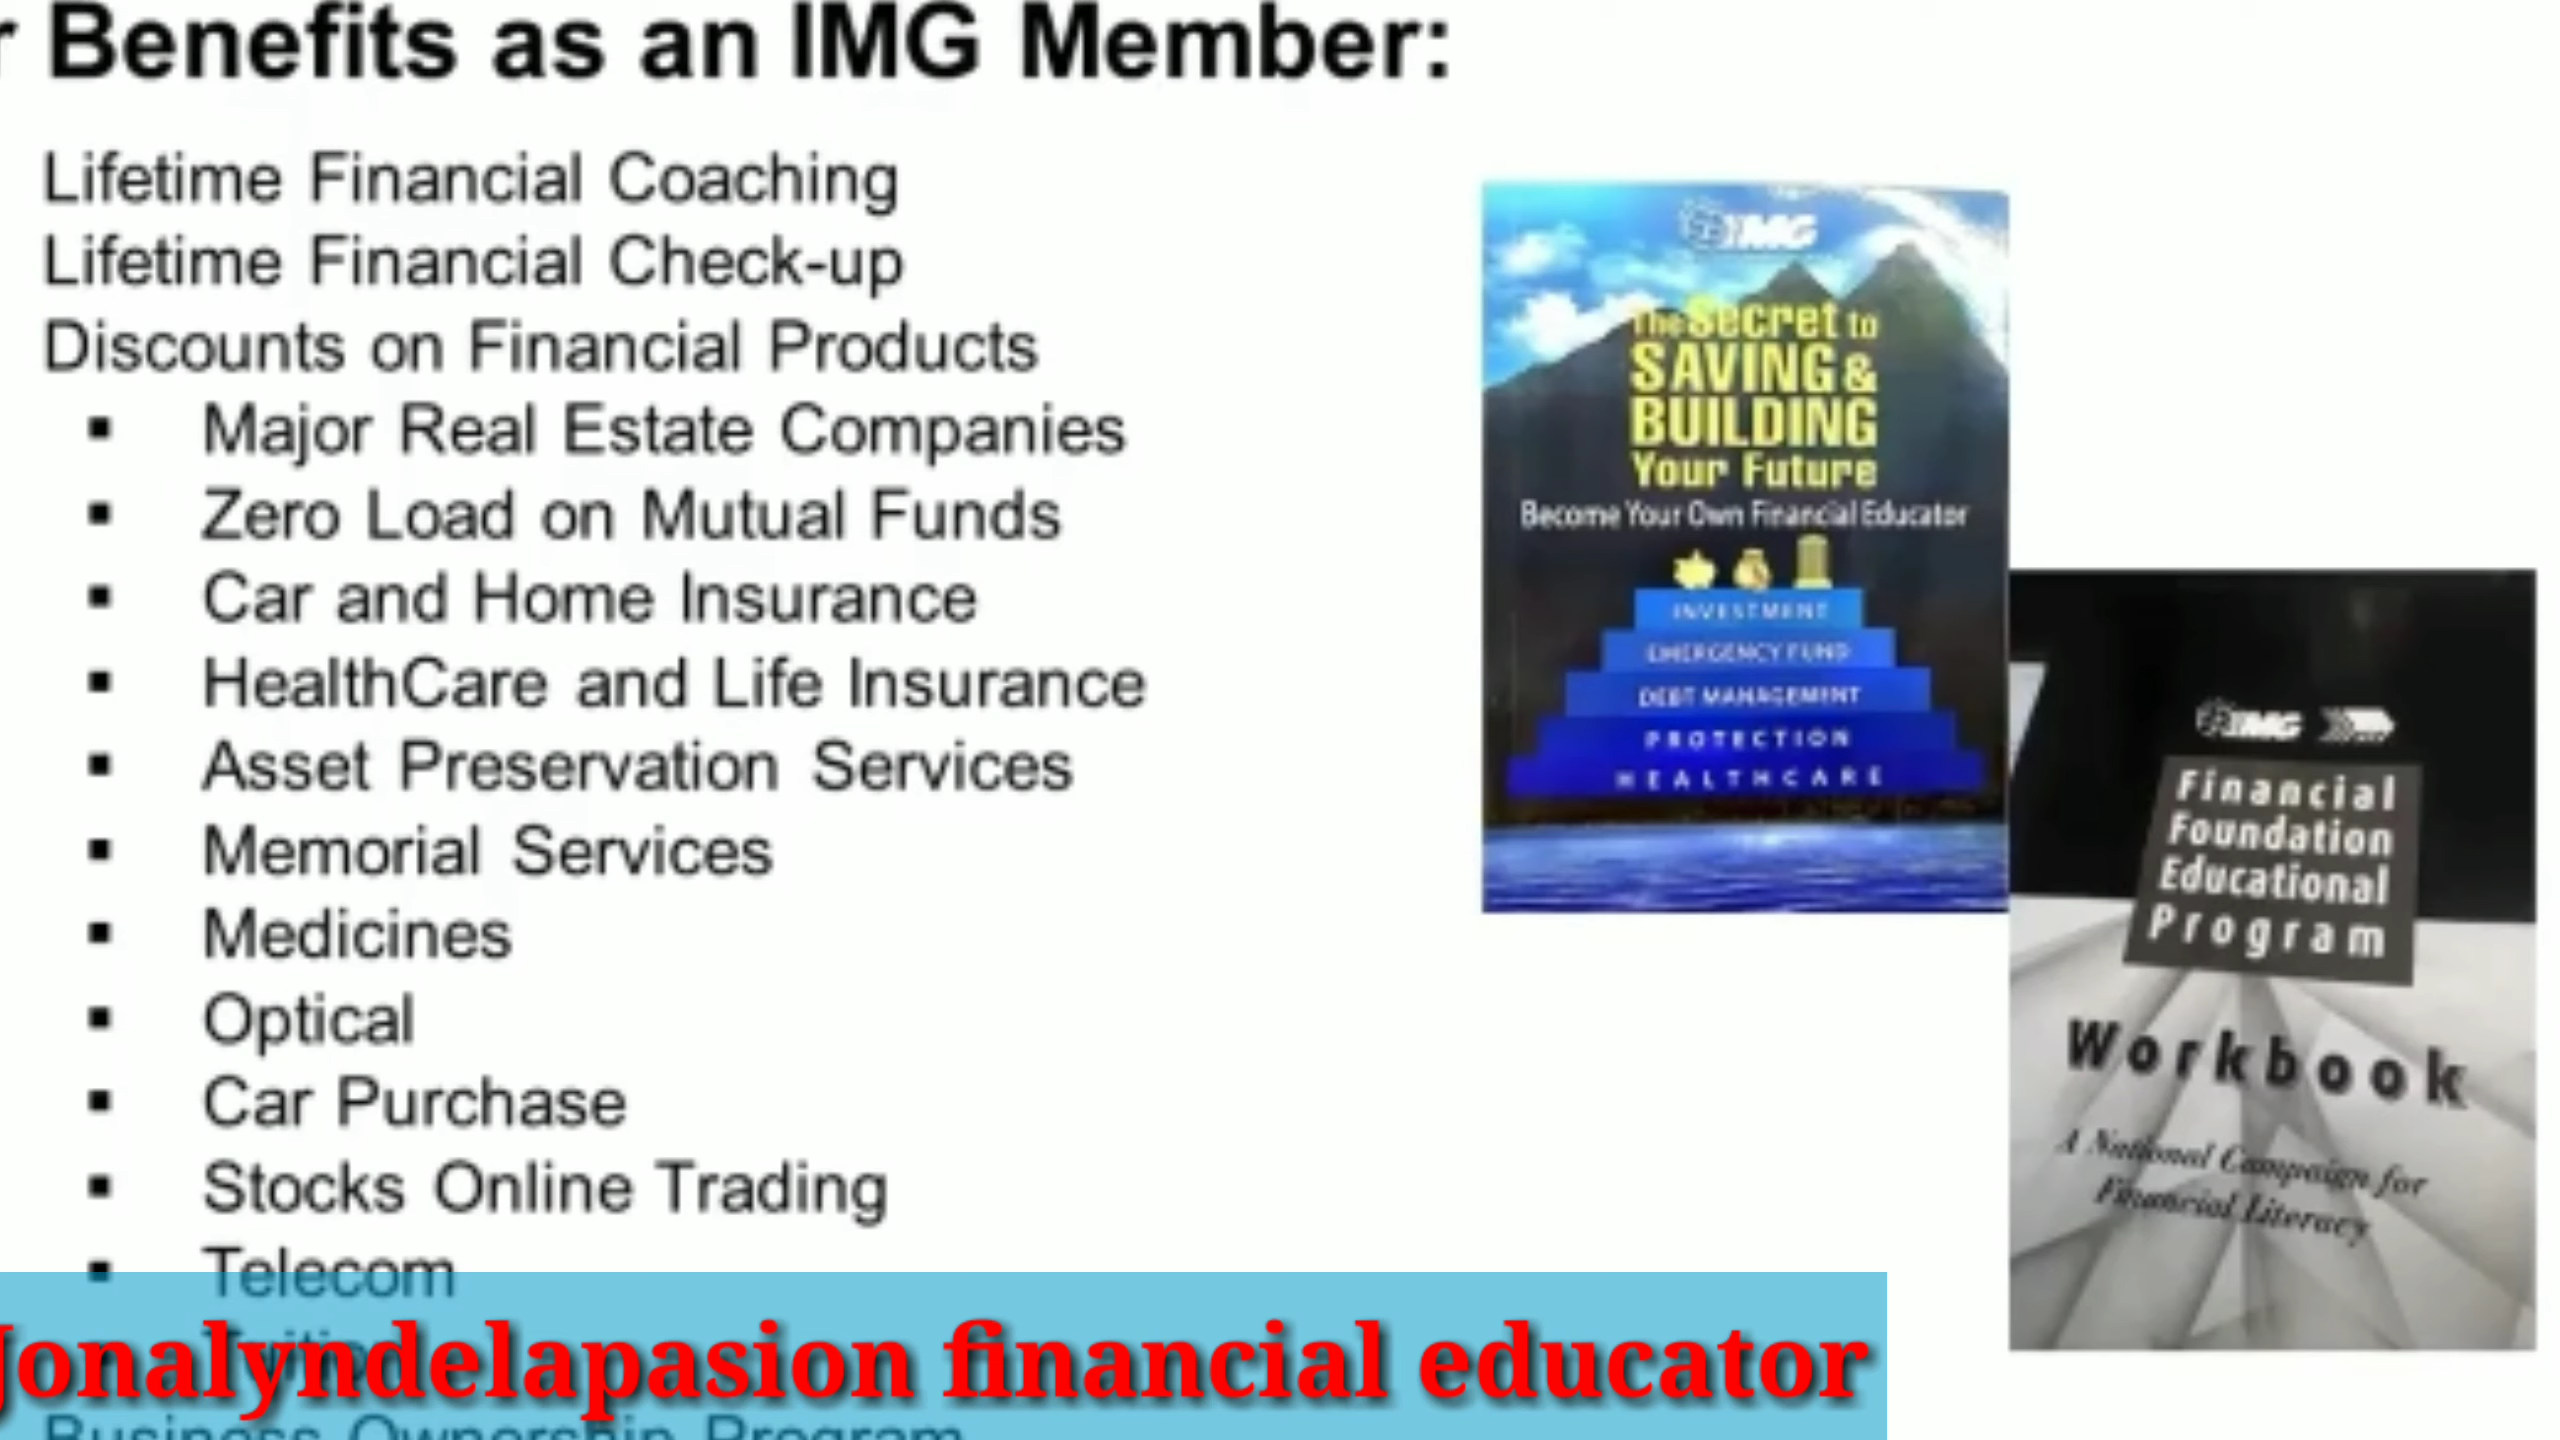 r Benefits as an IMG Member:
Lifetime Financial Coaching
Lifetime Financial Check-up
Discounts on Financial Products
▪ Major Real Estate Companies
▪ Zero Load on Mutual Funds
▪ Car and Home Insurance
▪ HealthCare and Life Insurance
▪ Asset Preservation Services
▪ Memorial Services
▪ Medicines
▪ Optical
▪ Car Purchase
▪ Stocks Online Trading
▪ Telecom
Business Ownership Program
Jonalyndelapasion financial educator
IMG
The Secret to
SAVING &
BUILDING
Your Future
Become Your Own Financial Educator
INVESTMENT
EMERGENCY FUND
DEBT MANAGEMENT
PROTECTION
HEALTHCARE
IMG
Financial
Foundation
Educational
Program
Workbook
A National Campaign for
Financial Literacy